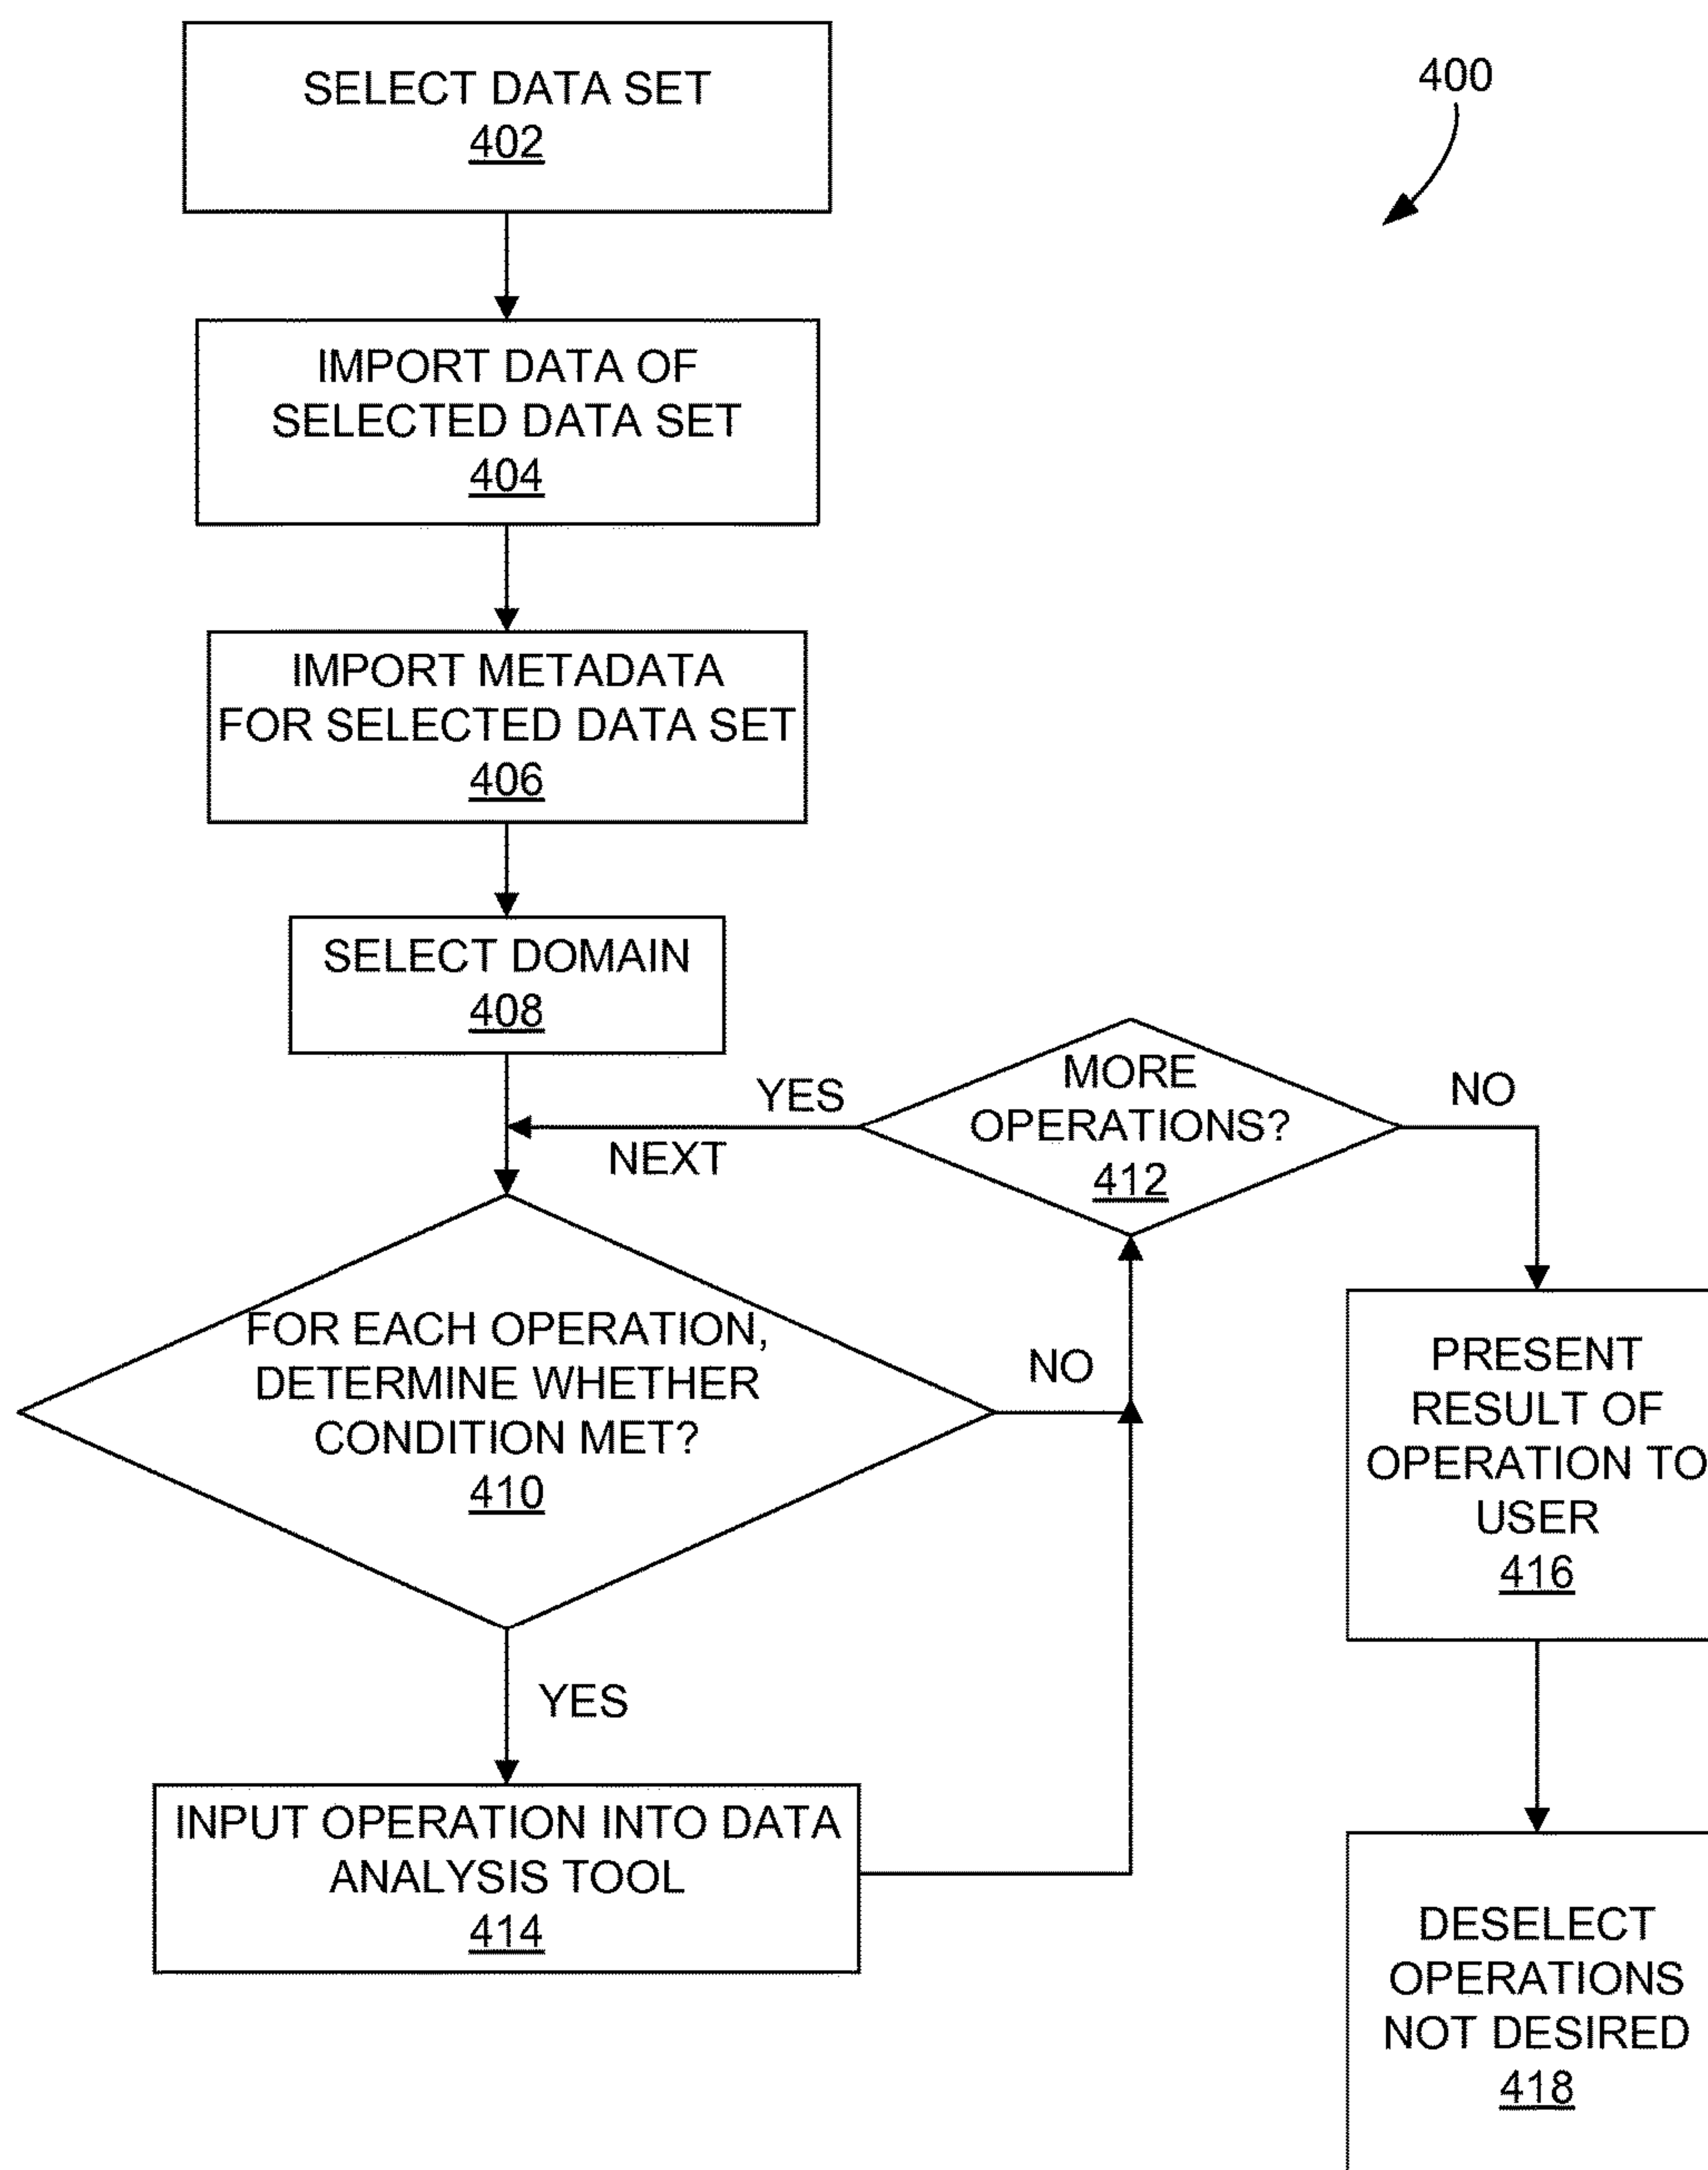 SELECT DATA SET
402
400
IMPORT DATA OF
SELECTED DATA SET
404
IMPORT METADATA
FOR SELECTED DATA SET
406
SELECT DOMAIN
408
MORE
OPERATIONS?
412
YES
NEXT
NO
FOR EACH OPERATION,
DETERMINE WHETHER
CONDITION MET?
410
NO
YES
INPUT OPERATION INTO DATA
ANALYSIS TOOL
414
PRESENT
RESULT OF
OPERATION TO
USER
416
DESELECT
OPERATIONS
NOT DESIRED
418